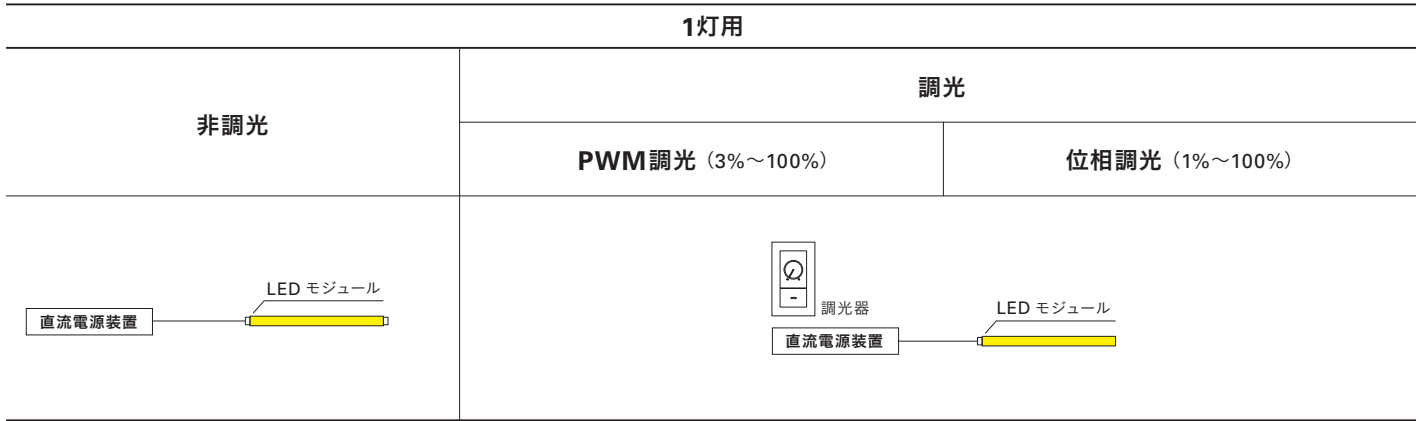 1灯用
非調光
調光
PWM調光（3%～100%）
位相調光（1%～100%）
LED モジュール
直流電源装置
調光器
LED モジュール
直流電源装置